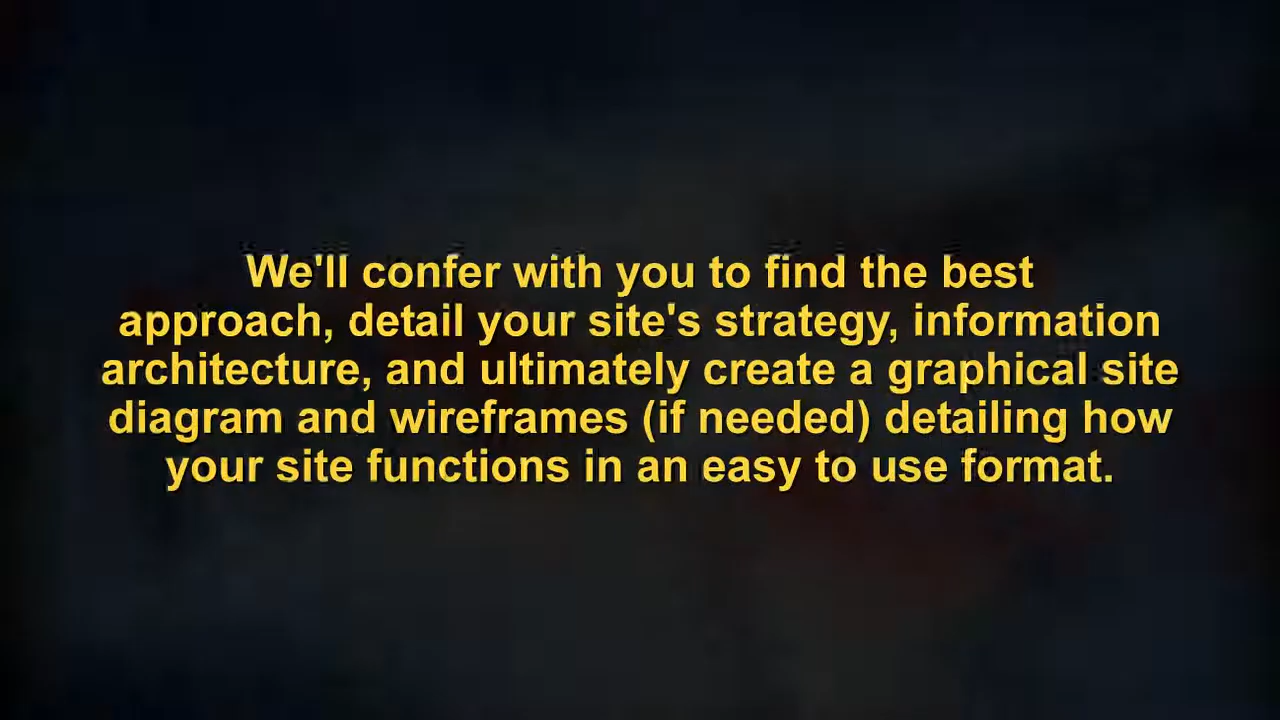 We'll confer with you to find the best
approach, detail your site's strategy, information
architecture, and ultimately create a graphical site
diagram and wireframes (if needed) detailing how
your site functions in an easy to use format.